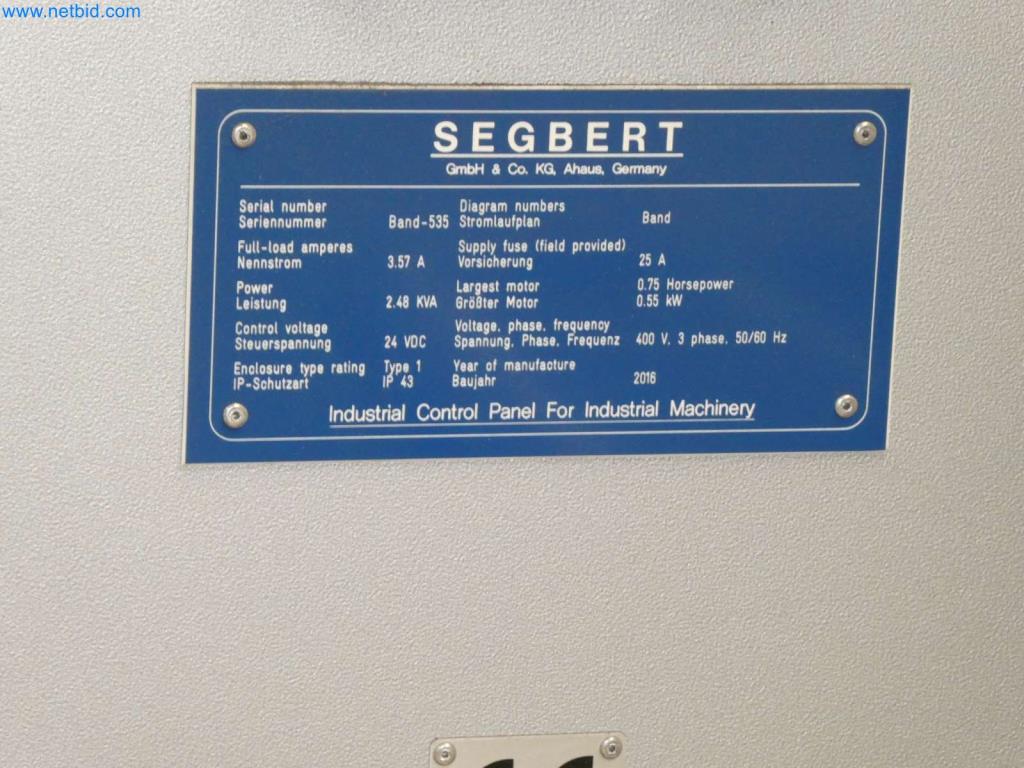 www.netbid.com
SEGBERT
GmbH & Co. KG, Ahaus, Germany
Serial number Diagram numbers
Seriennummer Band-535 Stromlaufplan Band
Full-load amperes Supply fuse (field provided)
Nennstrom 3.57 A Vorsicherung 25 A
Power Largest motor 0.75 Horsepower
Leistung 2.48 KVA Größter Motor 0.55 kW
Control voltage Voltage, phase, frequency
Steuerspannung 24 VDC Spannung, Phase, Frequenz 400 V, 3 phase, 50/60 Hz
Enclosure type rating Type 1 Year of manufacture
IP-Schutzart IP 43 Baujahr 2016
Industrial Control Panel For Industrial Machinery